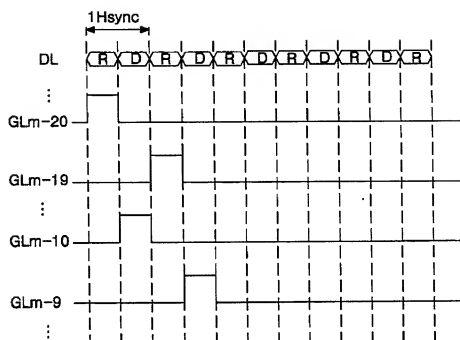 1Hsync
DL R D R D R D R D R D R
⋮
GLm-20
GLm-19
⋮
GLm-10
GLm-9
⋮